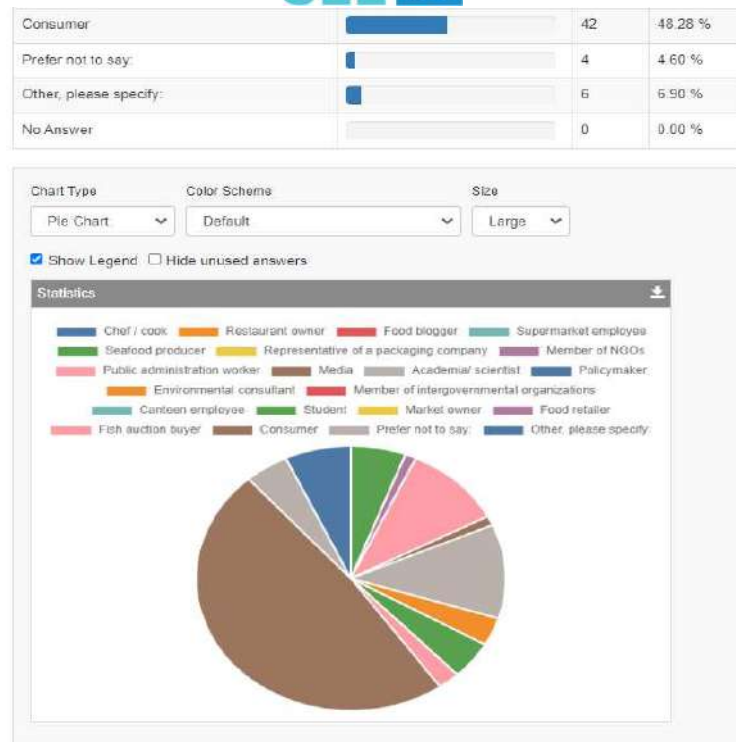 Consumer 42 48.28 %
Prefer not to say: 4 4.60 %
Other, please specify: 6 6.90 %
No Answer 0 0.00 %
Chart Type Color Scheme Size
Pie Chart Default Large
Show Legend Hide unused answers
Statistics
Chef / cook Restaurant owner Food blogger Supermarket employee
Seafood producer Representative of a packaging company Member of NGOs
Public administration worker Media Academia/ scientist Policymaker
Environmental consultant Member of intergovernmental organizations
Canteen employee Student Market owner Food retailer
Fish auction buyer Consumer Prefer not to say: Other, please specify: